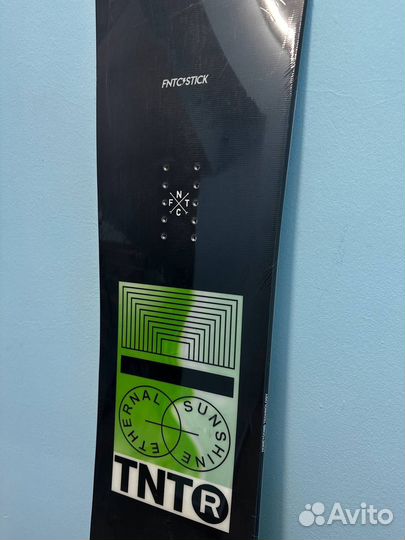 FNTC STICK
N
F T
C
ETHERNAL SUNSHINE
TNT®
Avito